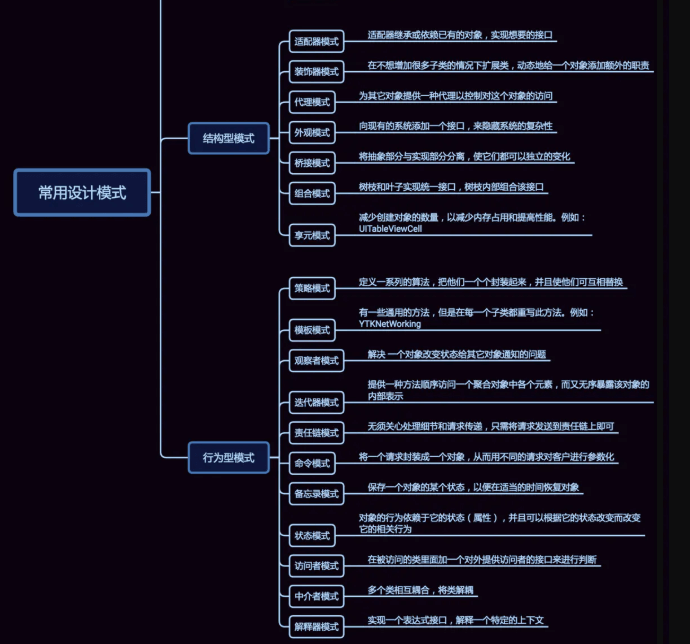 常用设计模式
结构型模式
适配器模式
适配器继承或依赖已有的对象，实现想要的接口
装饰器模式
在不想增加很多子类的情况下扩展类，动态地给一个对象添加额外的职责
代理模式
为其它对象提供一种代理以控制对这个对象的访问
外观模式
向现有的系统添加一个接口，来隐藏系统的复杂性
桥接模式
将抽象部分与实现部分分离，使它们都可以独立的变化
组合模式
树枝和叶子实现统一接口，树枝内部组合该接口
享元模式
减少创建对象的数量，以减少内存占用和提高性能。例如：
UITableViewCell
行为型模式
策略模式
定义一系列的算法，把他们一个个封装起来，并且使他们可互相替换
模板模式
有一些通用的方法，但是在每一个子类都重写此方法。例如：
YTKNetWorking
观察者模式
解决 一个对象改变状态给其它对象通知的问题
迭代器模式
提供一种方法顺序访问一个聚合对象中各个元素，而又无序暴露该对象的
内部表示
责任链模式
无须关心处理细节和请求传递，只需将请求发送到责任链上即可
命令模式
将一个请求封装成一个对象，从而用不同的请求对客户进行参数化
备忘录模式
保存一个对象的某个状态，以便在适当的时间恢复对象
状态模式
对象的行为依赖于它的状态（属性），并且可以根据它的状态改变而改变
它的相关行为
访问者模式
在被访问的类里面加一个对外提供访问者的接口来进行判断
中介者模式
多个类相互耦合，将类解耦
解释器模式
实现一个表达式接口，解释一个特定的上下文